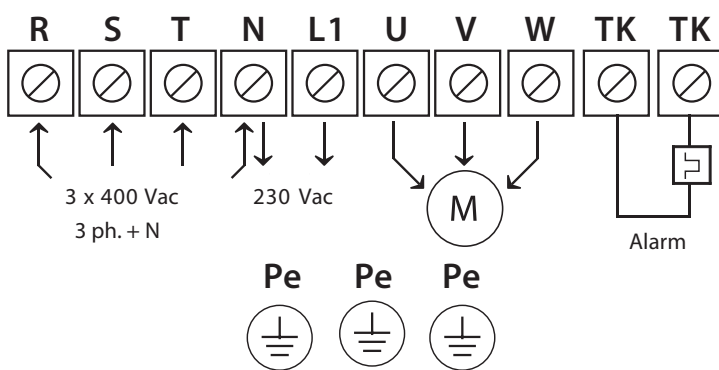 R S T N L1 U V W TK TK
3 x 400 Vac 230 Vac
3 ph. + N
M
Alarm
Pe Pe Pe